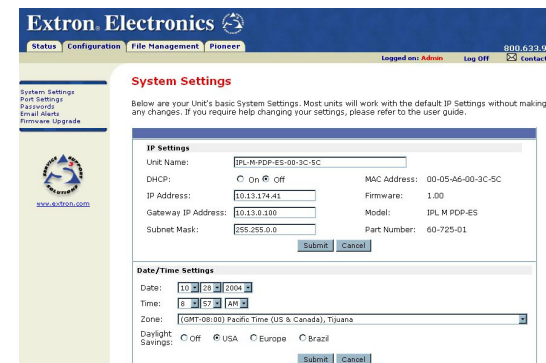 Extron. Electronics
Status Configuration File Management Pioneer
800.633.9
Logged on: Admin Log Off Contact
System Settings
Port Settings
Passwords
Email Alerts
Firmware Upgrade
SERVICE SUPPORT SOLUTIONS
www.extron.com
System Settings
Below are your Unit's basic System Settings. Most units will work with the default IP Settings without making
any changes. If you require help changing your settings, please refer to the user guide.
IP Settings
Unit Name: IPL-M-PDP-ES-00-3C-5C
DHCP: On Off MAC Address: 00-05-A6-00-3C-5C
IP Address: 10.13.174.41 Firmware: 1.00
Gateway IP Address: 10.13.0.100 Model: IPL M PDP-ES
Subnet Mask: 255.255.0.0 Part Number: 60-725-01
Submit Cancel
Date/Time Settings
Date: 10 28 2004
Time: 8 57 AM
Zone: (GMT-08:00) Pacific Time (US & Canada), Tijuana
Daylight Savings: Off USA Europe Brazil
Submit Cancel